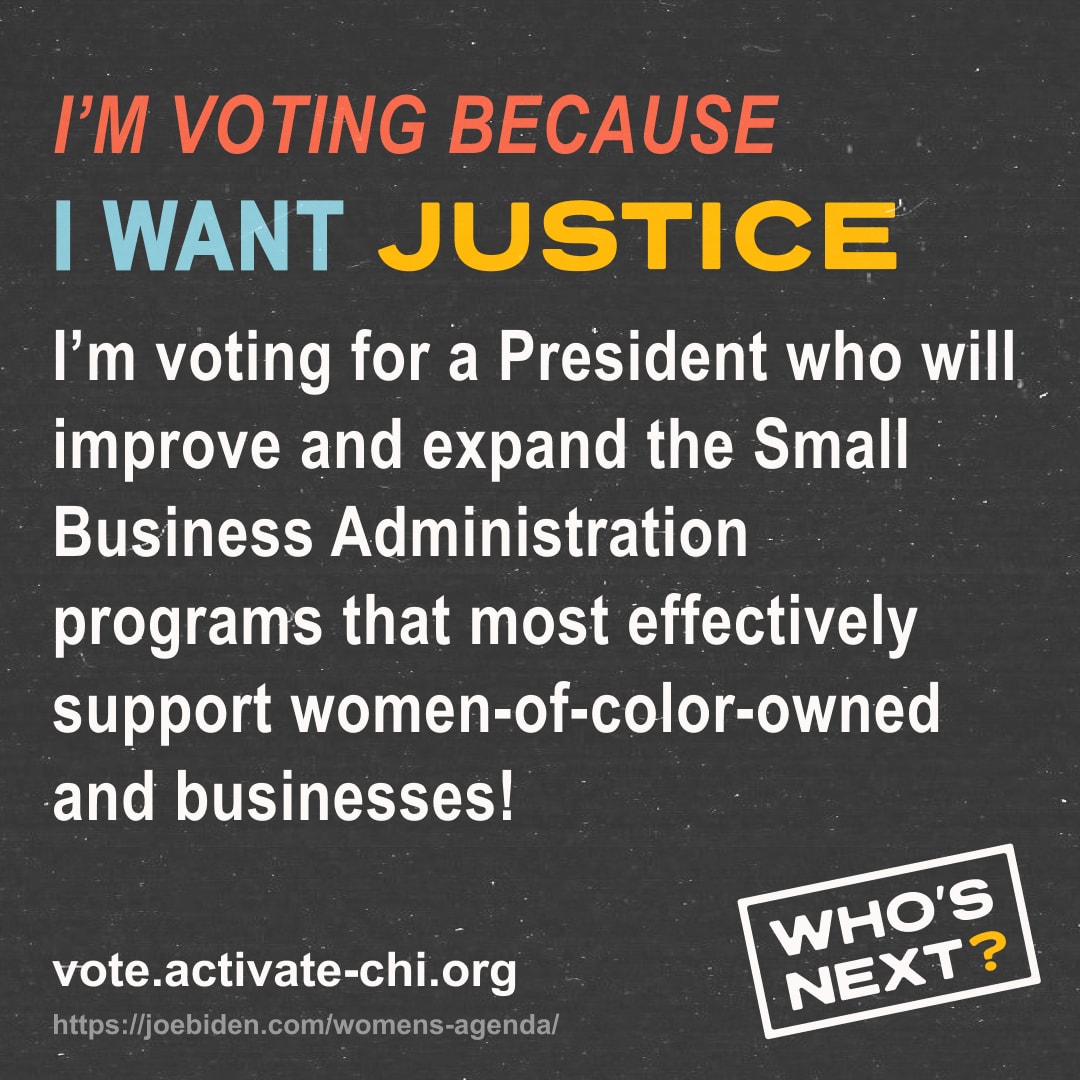 I’M VOTING BECAUSE
I WANT JUSTICE
I’m voting for a President who will
improve and expand the Small
Business Administration
programs that most effectively
support women-of-color-owned
and businesses!
WHO’S
NEXT?
vote.activate-chi.org
https://joebiden.com/womens-agenda/